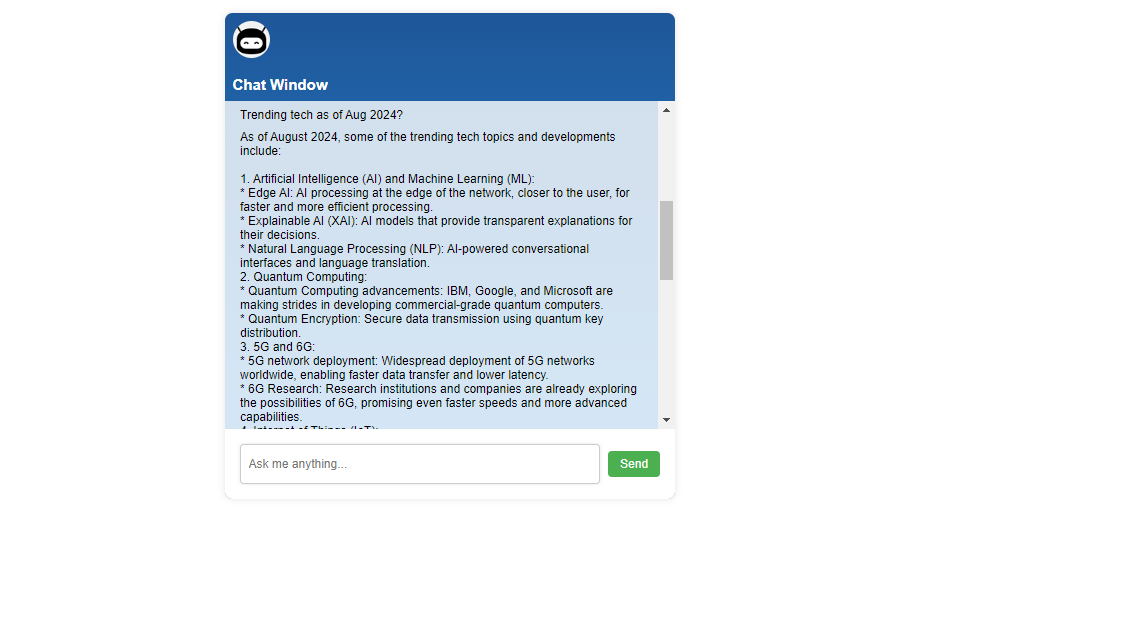 Chat Window
Trending tech as of Aug 2024?
As of August 2024, some of the trending tech topics and developments
include:
1. Artificial Intelligence (AI) and Machine Learning (ML):
* Edge AI: AI processing at the edge of the network, closer to the user, for
faster and more efficient processing.
* Explainable AI (XAI): AI models that provide transparent explanations for
their decisions.
* Natural Language Processing (NLP): AI-powered conversational
interfaces and language translation.
2. Quantum Computing:
* Quantum Computing advancements: IBM, Google, and Microsoft are
making strides in developing commercial-grade quantum computers.
* Quantum Encryption: Secure data transmission using quantum key
distribution.
3. 5G and 6G:
* 5G network deployment: Widespread deployment of 5G networks
worldwide, enabling faster data transfer and lower latency.
* 6G Research: Research institutions and companies are already exploring
the possibilities of 6G, promising even faster speeds and more advanced
capabilities.
4. Internet of Things (IoT):
Ask me anything...
Send